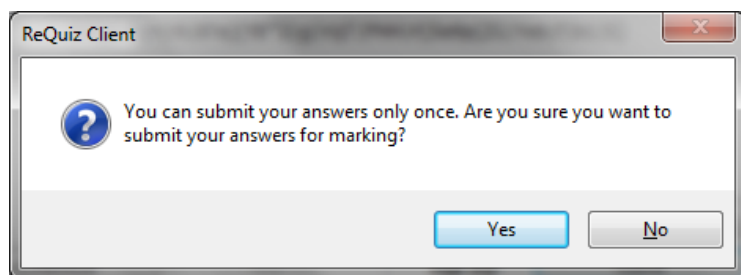 ReQuiz Client
You can submit your answers only once. Are you sure you want to
submit your answers for marking?
Yes
No